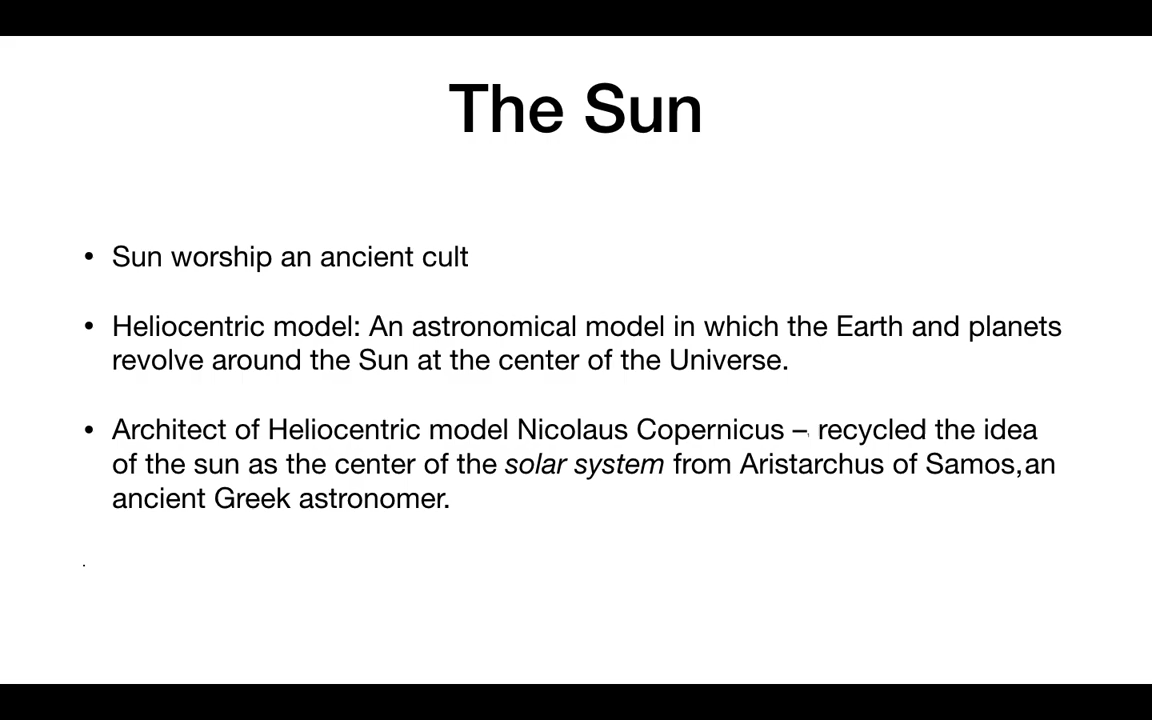 The Sun
• Sun worship an ancient cult
• Heliocentric model: An astronomical model in which the Earth and planets
revolve around the Sun at the center of the Universe.
• Architect of Heliocentric model Nicolaus Copernicus – recycled the idea
of the sun as the center of the solar system from Aristarchus of Samos,an
ancient Greek astronomer.